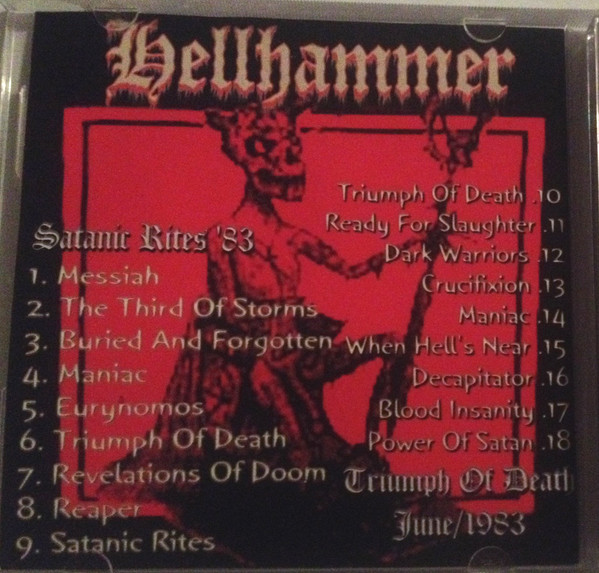 Hellhammer
Satanic Rites '83
1. Messiah
2. The Third Of Storms
3. Buried And Forgotten
4. Maniac
5. Eurynomos
6. Triumph Of Death
7. Revelations Of Doom
8. Reaper
9. Satanic Rites
Triumph Of Death .10
Ready For Slaughter .11
Dark Warriors .12
Crucifixion .13
Maniac .14
When Hell's Near .15
Decapitator .16
Blood Insanity .17
Power Of Satan .18
Triumph Of Death
June/1983